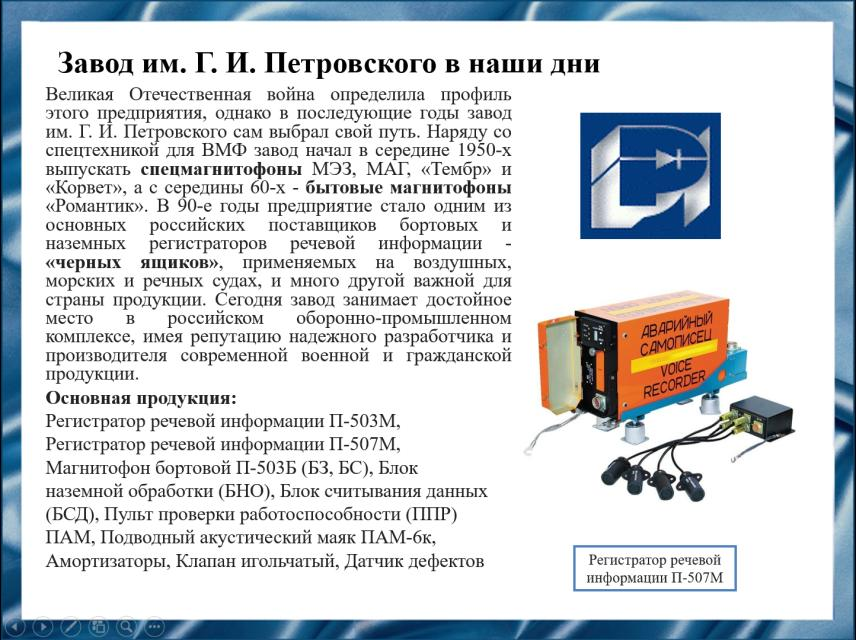 Завод им. Г. И. Петровского в наши дни
Великая Отечественная война определила профиль
этого предприятия, однако в последующие годы завод
им. Г. И. Петровского сам выбрал свой путь. Наряду со
спецтехникой для ВМФ завод начал в середине 1950-х
выпускать спецмагнитофоны МЭЗ, МАГ, «Тембр» и
«Корвет», а с середины 60-х - бытовые магнитофоны
«Романтик». В 90-е годы предприятие стало одним из
основных российских поставщиков бортовых и
наземных регистраторов речевой информации -
«черных ящиков», применяемых на воздушных,
морских и речных судах, и много другой важной для
страны продукции. Сегодня завод занимает достойное
место в российском оборонно-промышленном
комплексе, имея репутацию надежного разработчика и
производителя современной военной и гражданской
продукции.
Основная продукция:
Регистратор речевой информации П-503М,
Регистратор речевой информации П-507М,
Магнитофон бортовой П-503Б (БЗ, БС), Блок
наземной обработки (БНО), Блок считывания данных
(БСД), Пульт проверки работоспособности (ППР)
ПАМ, Подводный акустический маяк ПАМ-6к,
Амортизаторы, Клапан игольчатый, Датчик дефектов
АВАРИЙНЫЙ
САМОПИСЕЦ
VOICE
RECORDER
Регистратор речевой
информации П-507М